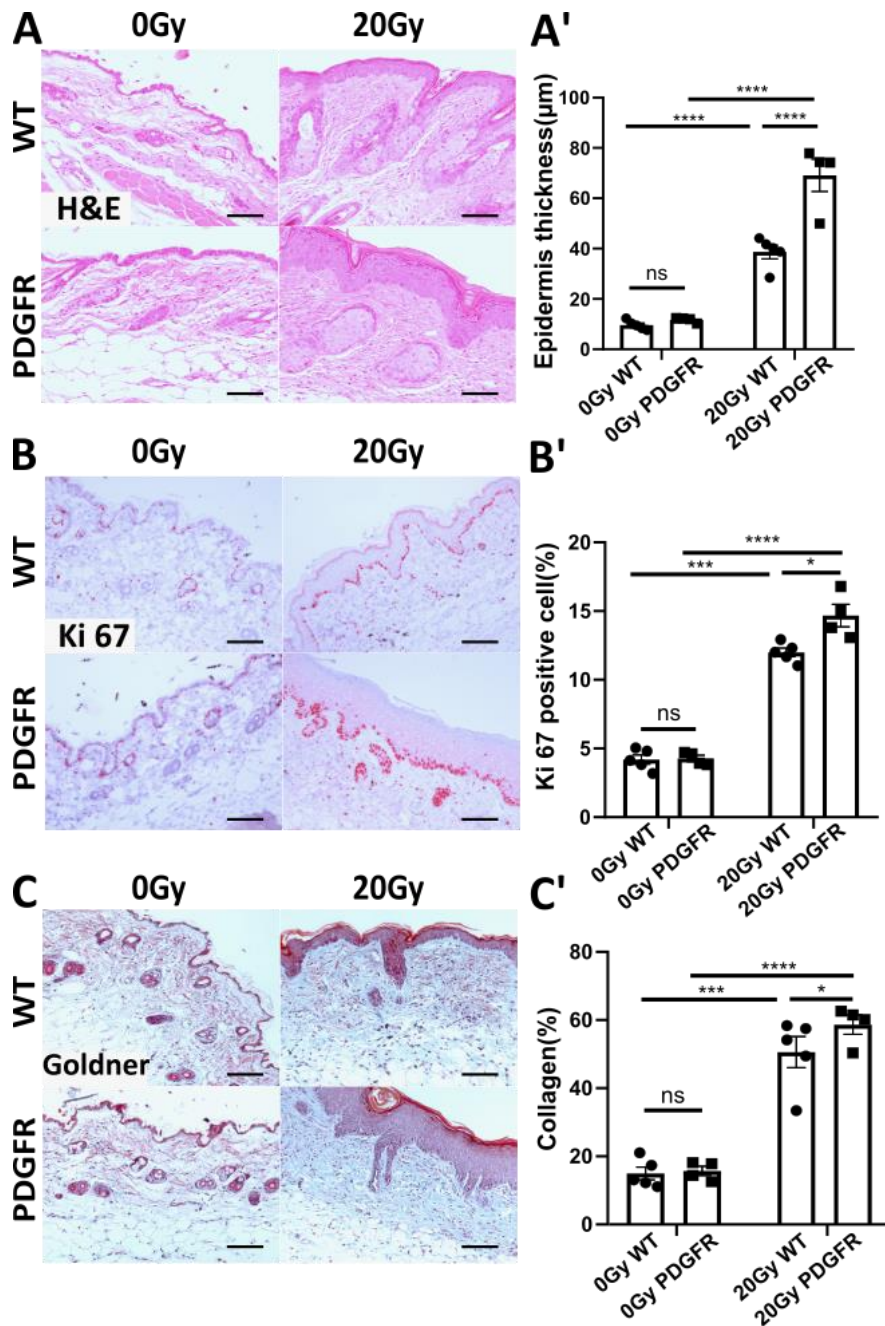 A
0Gy
20Gy
WT
H&E
PDGFR
A'
Epidermis thickness(μm)
100
80
60
40
20
0
****
****
****
ns
0Gy WT
0Gy PDGFR
20Gy WT
20Gy PDGFR
B
0Gy
20Gy
WT
Ki 67
PDGFR
B'
Ki 67 positive cell(%)
20
15
10
5
0
****
***
*
ns
0Gy WT
0Gy PDGFR
20Gy WT
20Gy PDGFR
C
0Gy
20Gy
WT
Goldner
PDGFR
C'
Collagen(%)
80
60
40
20
0
****
***
*
ns
0Gy WT
0Gy PDGFR
20Gy WT
20Gy PDGFR